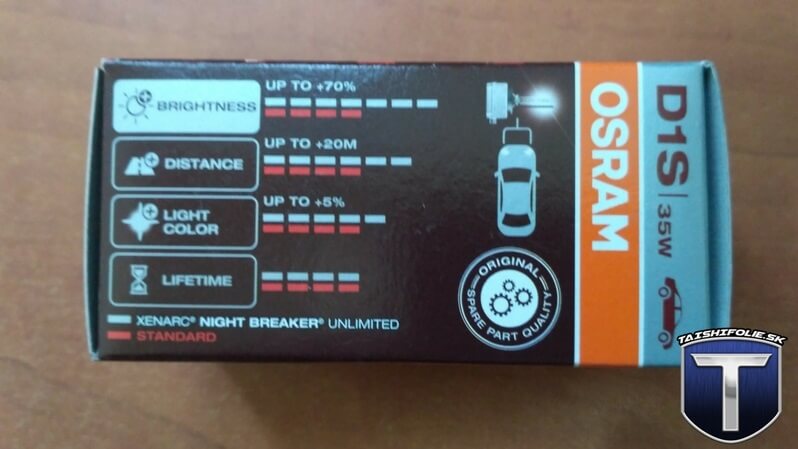 BRIGHTNESS
UP TO +70%
DISTANCE
UP TO +20M
LIGHT
COLOR
UP TO +5%
LIFETIME
XENARC® NIGHT BREAKER® UNLIMITED
STANDARD
ORIGINAL
SPARE PART QUALITY
OSRAM
D1S | 35W
TAISHIFOLIE.SK
T